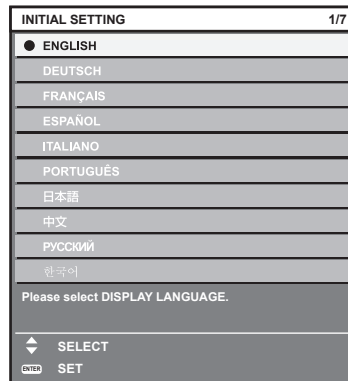 INITIAL SETTING 1/7
ENGLISH
DEUTSCH
FRANÇAIS
ESPAÑOL
ITALIANO
PORTUGUÊS
日本語
中文
РУССКИЙ
한국어
Please select DISPLAY LANGUAGE.
SELECT
ENTER SET